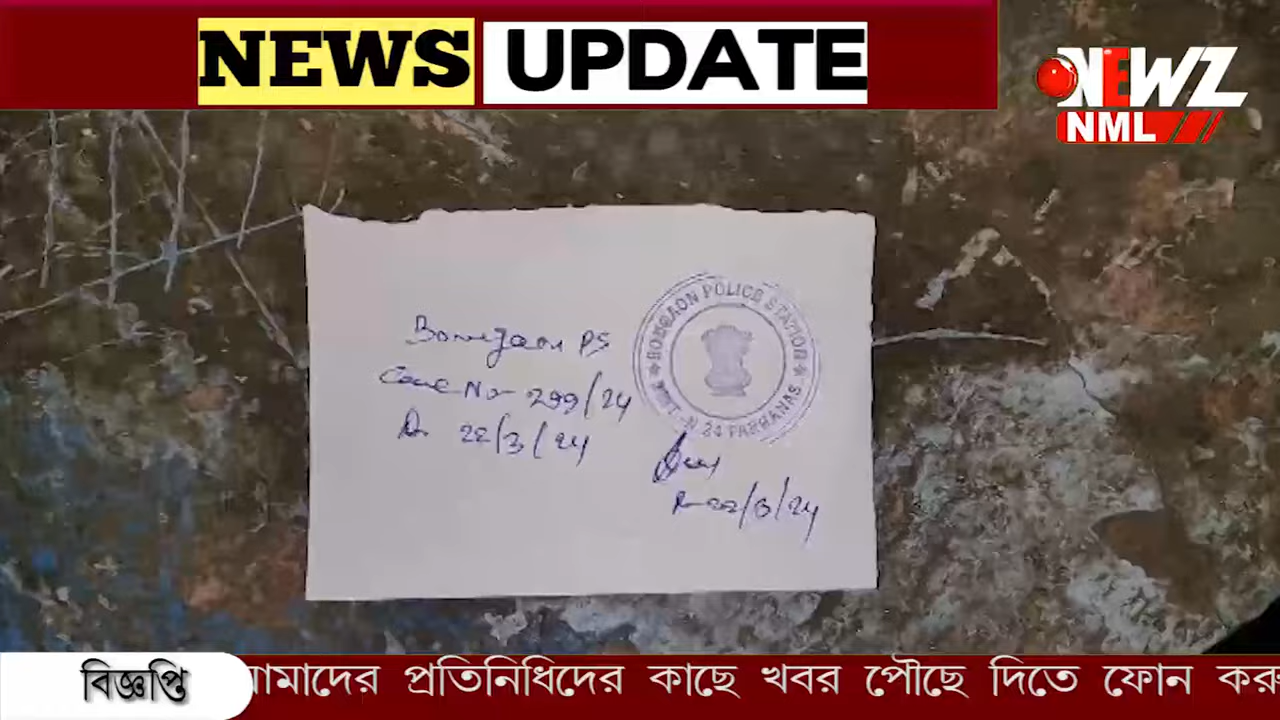 NEWS UPDATE
NEWZ
NML
Bongaon PS
Case No- 299/24
Dt. 22/3/24
BONGAON POLICE STATION
DIST. N 24 PARGANAS
22/3/24
বিজ্ঞপ্তি
আমাদের প্রতিনিধিদের কাছে খবর পৌছে দিতে ফোন করু